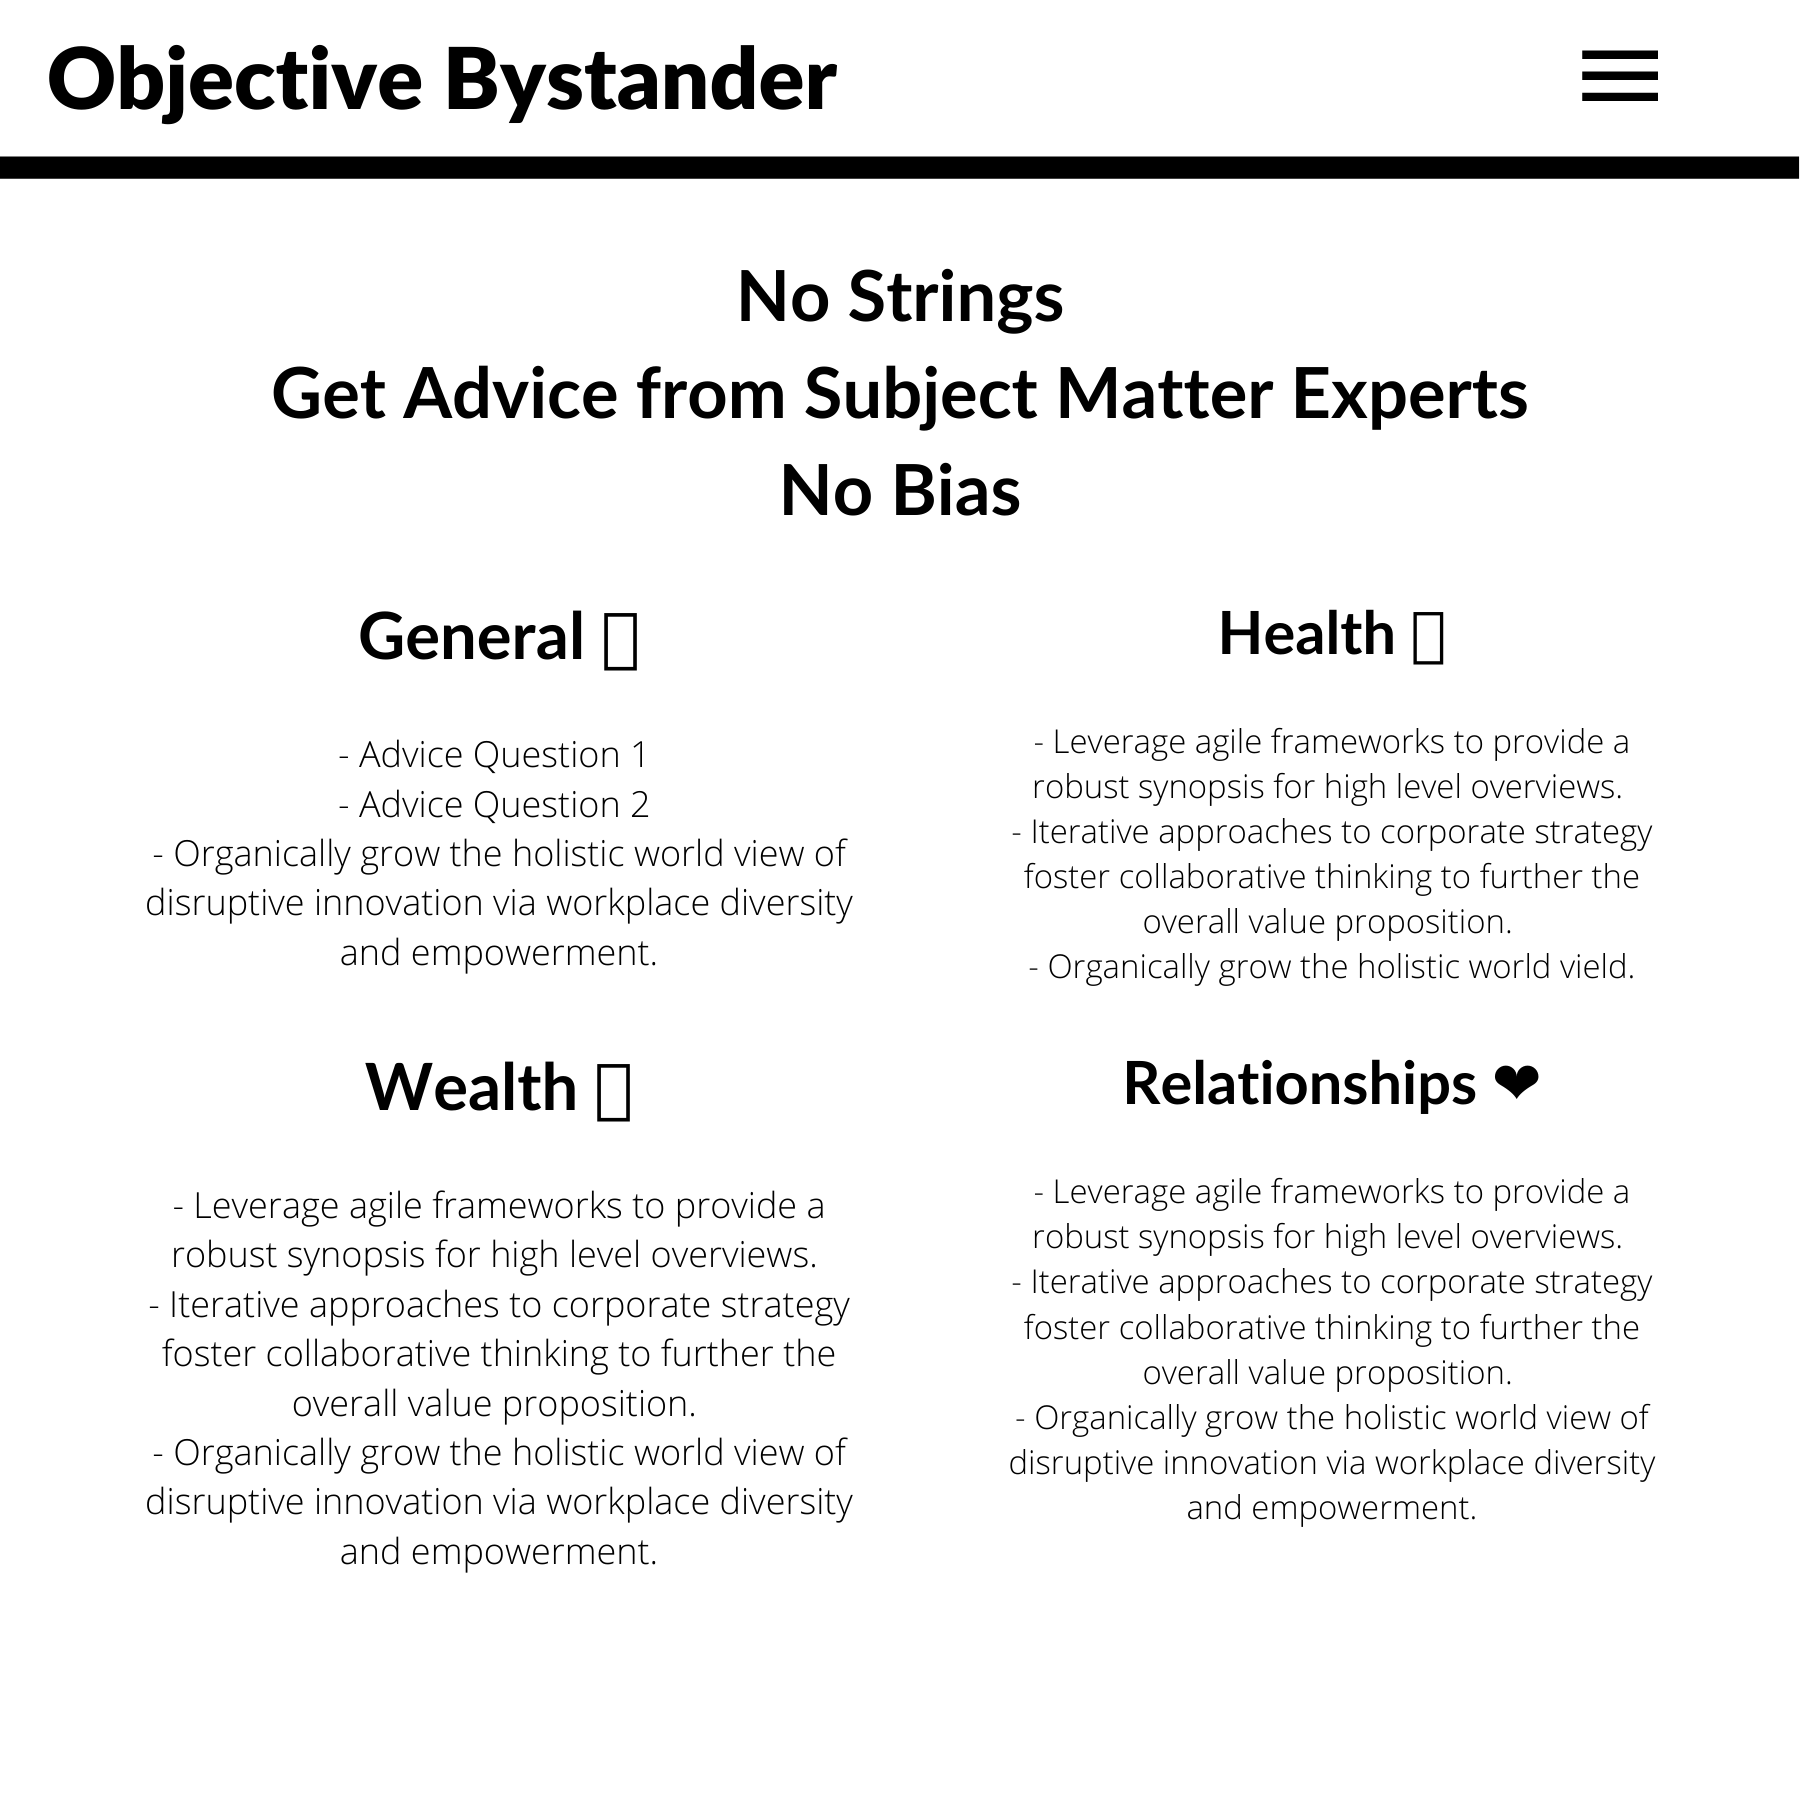 Objective Bystander
No Strings
Get Advice from Subject Matter Experts
No Bias
General
- Advice Question 1
- Advice Question 2
- Organically grow the holistic world view of
disruptive innovation via workplace diversity
and empowerment.
Health
- Leverage agile frameworks to provide a
robust synopsis for high level overviews.
- Iterative approaches to corporate strategy
foster collaborative thinking to further the
overall value proposition.
- Organically grow the holistic world vield.
Wealth
- Leverage agile frameworks to provide a
robust synopsis for high level overviews.
- Iterative approaches to corporate strategy
foster collaborative thinking to further the
overall value proposition.
- Organically grow the holistic world view of
disruptive innovation via workplace diversity
and empowerment.
Relationships ❤
- Leverage agile frameworks to provide a
robust synopsis for high level overviews.
- Iterative approaches to corporate strategy
foster collaborative thinking to further the
overall value proposition.
- Organically grow the holistic world view of
disruptive innovation via workplace diversity
and empowerment.